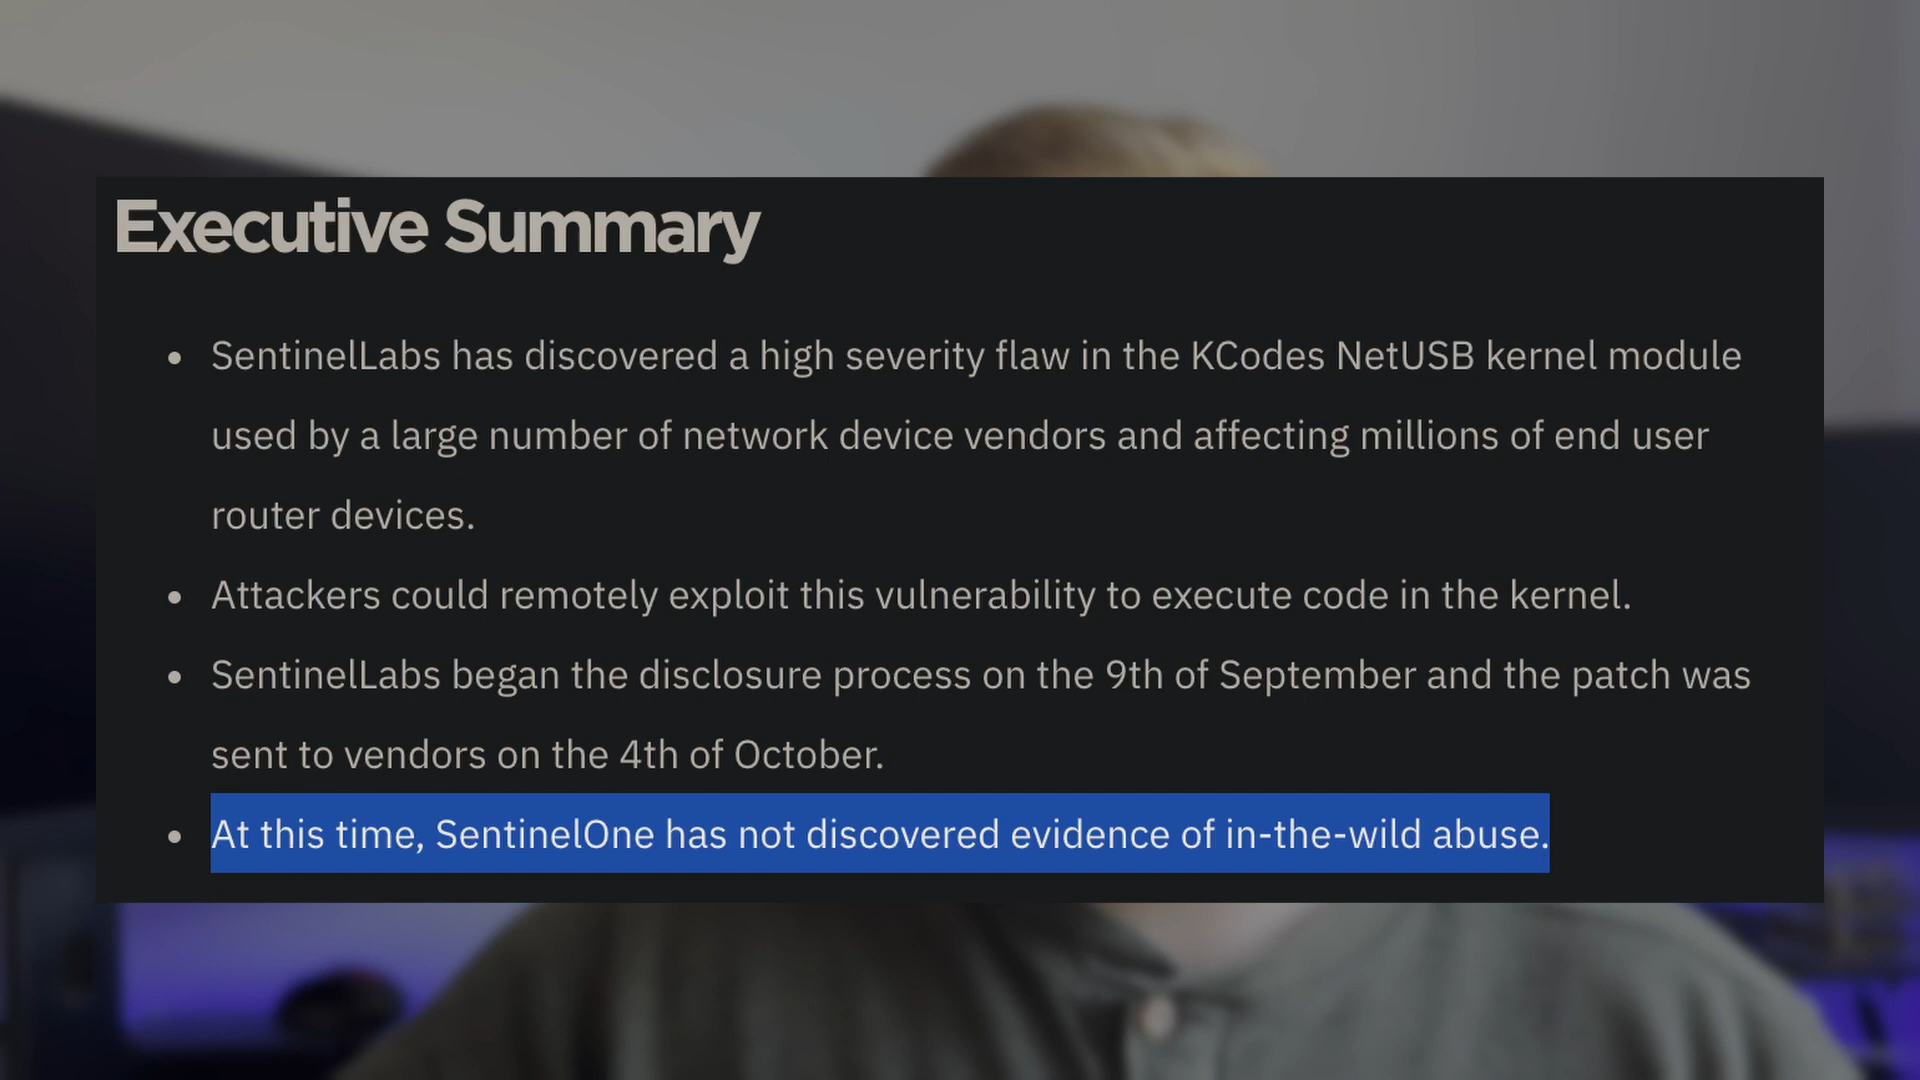 Executive Summary
• SentinelLabs has discovered a high severity flaw in the KCodes NetUSB kernel module
used by a large number of network device vendors and affecting millions of end user
router devices.
• Attackers could remotely exploit this vulnerability to execute code in the kernel.
• SentinelLabs began the disclosure process on the 9th of September and the patch was
sent to vendors on the 4th of October.
• At this time, SentinelOne has not discovered evidence of in-the-wild abuse.